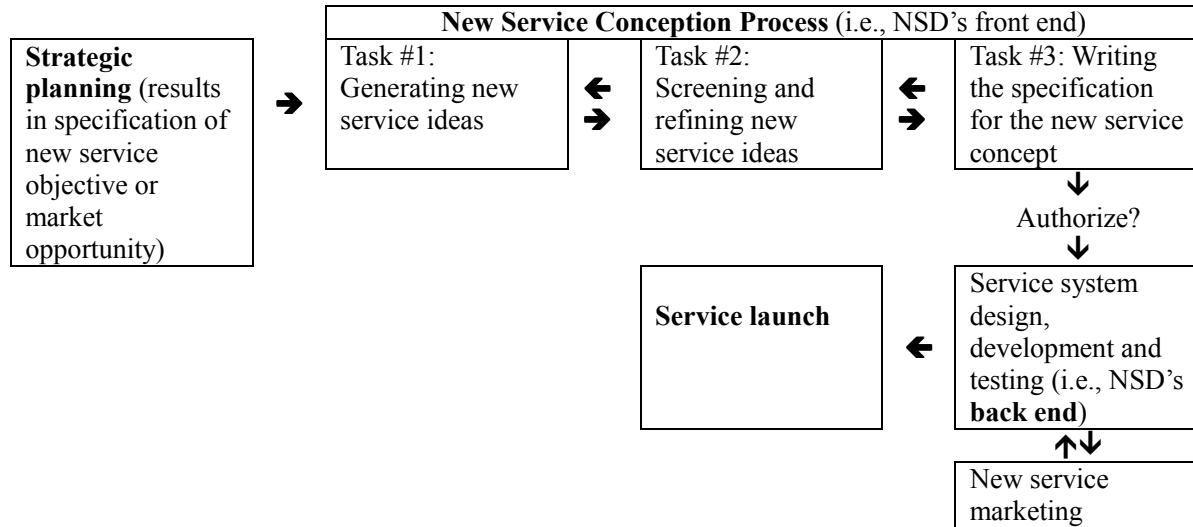 New Service Conception Process (i.e., NSD’s front end)
Strategic
planning (results
in specification of
new service
objective or
market
opportunity)
➔
Task #1:
Generating new
service ideas
🡸
➔
Task #2:
Screening and
refining new
service ideas
🡸
➔
Task #3: Writing
the specification
for the new service
concept
↓
Authorize?
↓
Service launch
🡸
Service system
design,
development and
testing (i.e., NSD’s
back end)
↑↓
New service
marketing